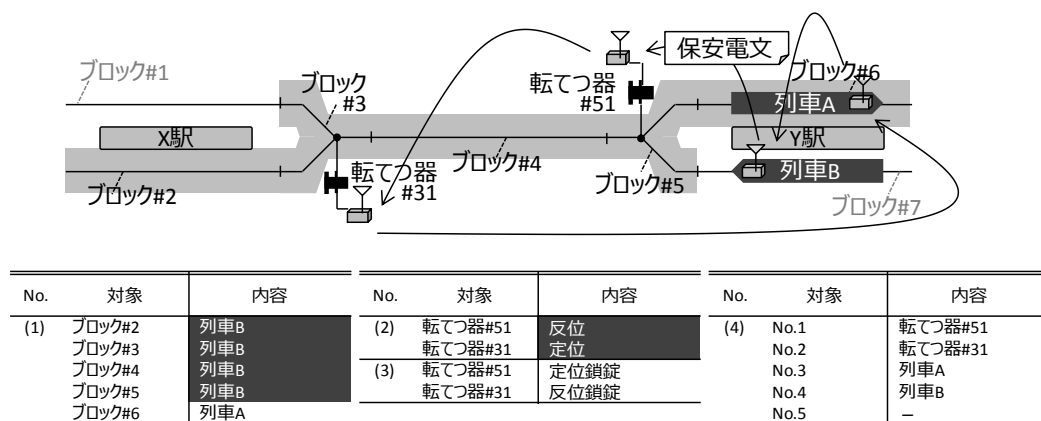 保安電文
ブロック#1
ブロック
#3
転てつ器
#51
ブロック#6
列車A
X駅
ブロック#4
Y駅
ブロック#2
転てつ器
#31
ブロック#5
列車B
ブロック#7
No. 対象 内容 No. 対象 内容 No. 対象 内容
(1) ブロック#2 列車B (2) 転てつ器#51 反位 (4) No.1 転てつ器#51
ブロック#3 列車B 転てつ器#31 定位 No.2 転てつ器#31
ブロック#4 列車B (3) 転てつ器#51 定位鎖錠 No.3 列車A
ブロック#5 列車B 転てつ器#31 反位鎖錠 No.4 列車B
ブロック#6 列車A No.5 –